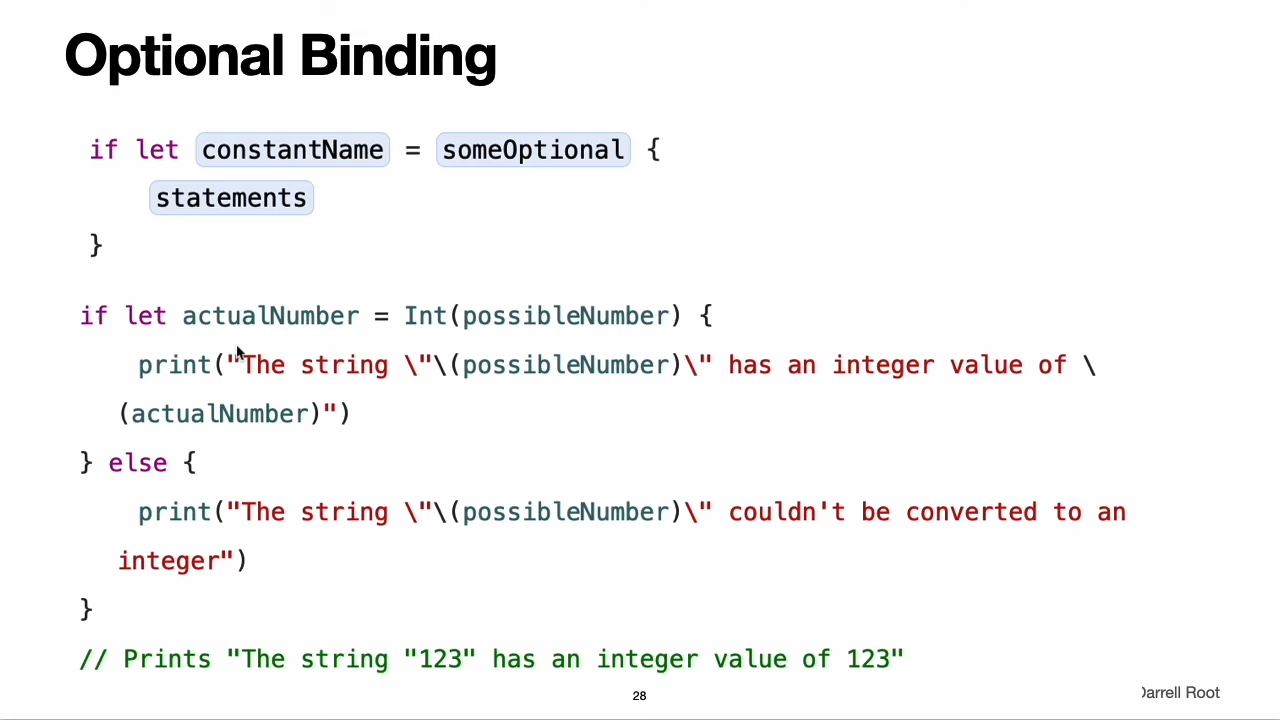 Optional Binding
if let constantName = someOptional {
statements
}
if let actualNumber = Int(possibleNumber) {
print("The string \"\(possibleNumber)\" has an integer value of \
(actualNumber)")
} else {
print("The string \"\(possibleNumber)\" couldn't be converted to an
integer")
}
// Prints "The string "123" has an integer value of 123"
28
Darrell Root